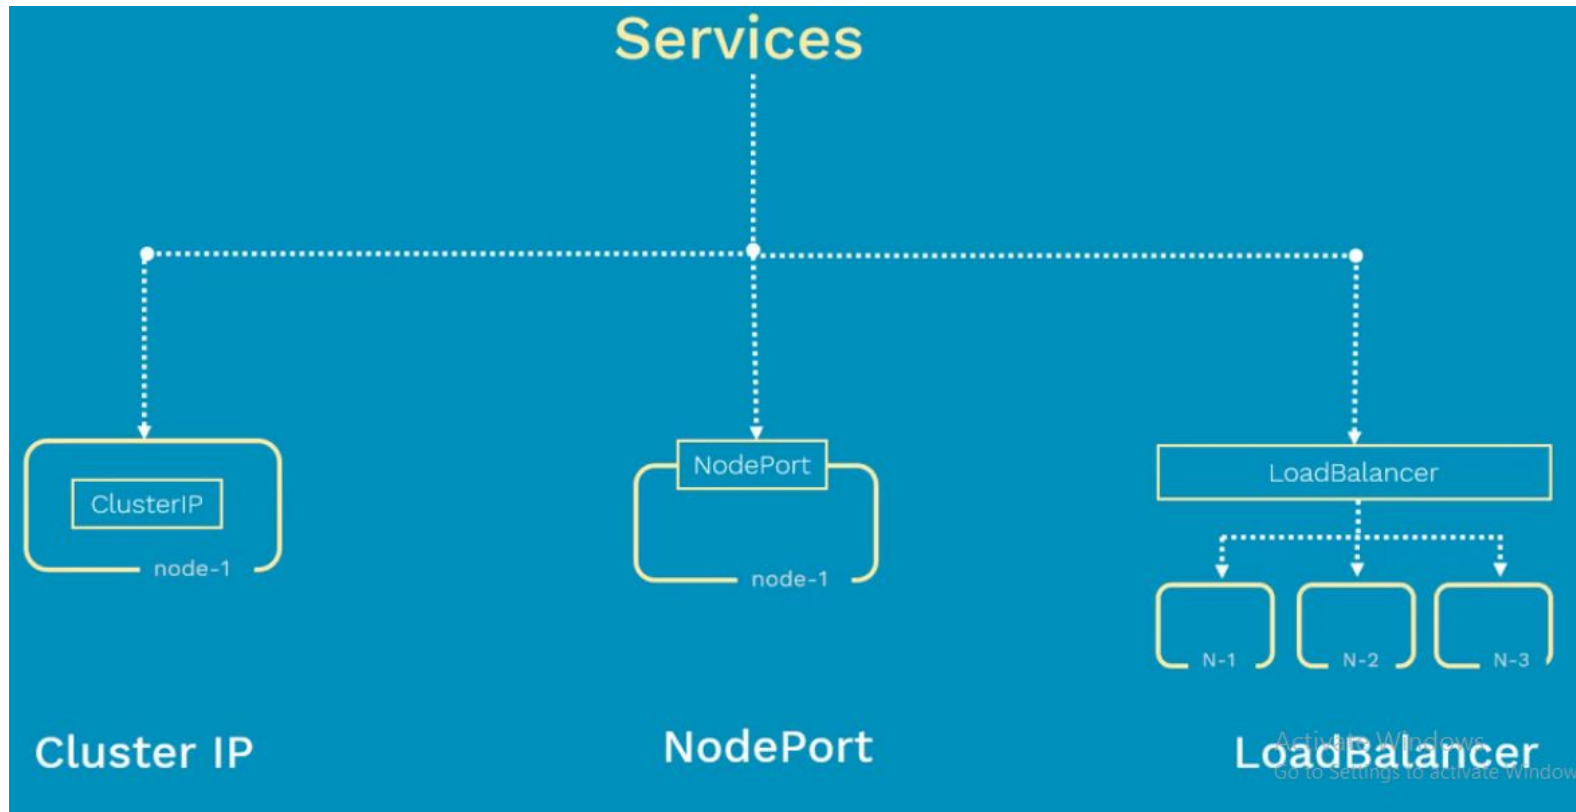 Services
ClusterIP
node-1
NodePort
node-1
LoadBalancer
N-1
N-2
N-3
Cluster IP
NodePort
LoadBalancer
Activate Windows
Go to Settings to activate Window